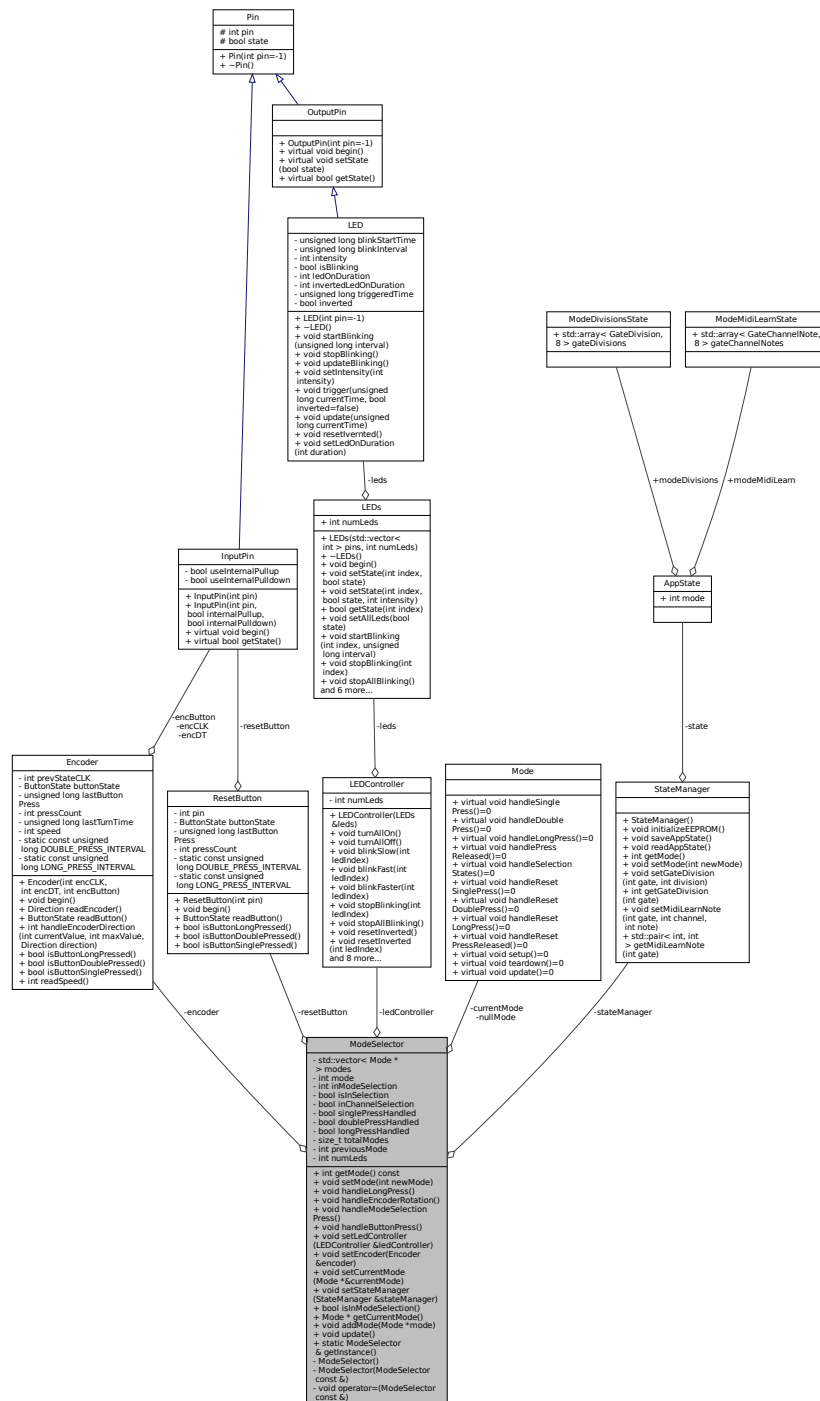 Pin
# int pin
# bool state
+ Pin(int pin=-1)
+ ~Pin()
OutputPin
+ OutputPin(int pin=-1)
+ virtual void begin()
+ virtual void setState
(bool state)
+ virtual bool getState()
LED
- unsigned long blinkStartTime
- unsigned long blinkInterval
- int intensity
- bool isBlinking
- int ledOnDuration
- int invertedLedOnDuration
- unsigned long triggeredTime
- bool inverted
+ LED(int pin=-1)
+ ~LED()
+ void startBlinking
(unsigned long interval)
+ void stopBlinking()
+ void updateBlinking()
+ void setIntensity(int
intensity)
+ void trigger(unsigned
long currentTime, bool
inverted=false)
+ void update(unsigned
long currentTime)
+ void resetIvernted()
+ void setLedOnDuration
(int duration)
ModeDivisionsState
+ std::array< GateDivision,
8 > gateDivisions
ModeMidiLearnState
+ std::array< GateChannelNote,
8 > gateChannelNotes
-leds
+modeDivisions
+modeMidiLearn
LEDs
+ int numLeds
+ LEDs(std::vector<
int > pins, int numLeds)
+ ~LEDs()
+ void begin()
+ void setState(int index,
bool state)
+ void setState(int index,
bool state, int intensity)
+ bool getState(int index)
+ void setAllLeds(bool
state)
+ void startBlinking
(int index, unsigned
long interval)
+ void stopBlinking(int
index)
+ void stopAllBlinking()
and 6 more...
InputPin
- bool useInternalPullup
- bool useInternalPulldown
+ InputPin(int pin)
+ InputPin(int pin,
bool internalPullup,
bool internalPulldown)
+ virtual void begin()
+ virtual bool getState()
AppState
+ int mode
-encButton
-encCLK
-encDT
-resetButton
-leds
-state
Encoder
- int prevStateCLK
- ButtonState buttonState
- unsigned long lastButton
Press
- int pressCount
- unsigned long lastTurnTime
- int speed
- static const unsigned
long DOUBLE_PRESS_INTERVAL
- static const unsigned
long LONG_PRESS_INTERVAL
+ Encoder(int encCLK,
int encDT, int encButton)
+ void begin()
+ Direction readEncoder()
+ ButtonState readButton()
+ int handleEncoderDirection
(int currentValue, int maxValue,
Direction direction)
+ bool isButtonLongPressed()
+ bool isButtonDoublePressed()
+ bool isButtonSinglePressed()
+ int readSpeed()
ResetButton
- int pin
- ButtonState buttonState
- unsigned long lastButton
Press
- int pressCount
- static const unsigned
long DOUBLE_PRESS_INTERVAL
- static const unsigned
long LONG_PRESS_INTERVAL
+ ResetButton(int pin)
+ void begin()
+ ButtonState readButton()
+ bool isButtonLongPressed()
+ bool isButtonDoublePressed()
+ bool isButtonSinglePressed()
LEDController
- int numLeds
+ LEDController(LEDs
&leds)
+ void turnAllOn()
+ void turnAllOff()
+ void blinkSlow(int
ledIndex)
+ void blinkFast(int
ledIndex)
+ void blinkFaster(int
ledIndex)
+ void stopBlinking(int
ledIndex)
+ void stopAllBlinking()
+ void resetInverted()
+ void resetInverted
(int ledIndex)
and 8 more...
Mode
+ virtual void handleSingle
Press()=0
+ virtual void handleDouble
Press()=0
+ virtual void handleLongPress()=0
+ virtual void handlePress
Released()=0
+ virtual void handleSelection
States()=0
+ virtual void handleReset
SinglePress()=0
+ virtual void handleReset
DoublePress()=0
+ virtual void handleReset
LongPress()=0
+ virtual void handleReset
PressReleased()=0
+ virtual void setup()=0
+ virtual void teardown()=0
+ virtual void update()=0
StateManager
+ StateManager()
+ void initializeEEPROM()
+ void saveAppState()
+ void readAppState()
+ int getMode()
+ void setMode(int newMode)
+ void setGateDivision
(int gate, int division)
+ int getGateDivision
(int gate)
+ void setMidiLearnNote
(int gate, int channel,
int note)
+ std::pair< int, int
> getMidiLearnNote
(int gate)
-encoder
-resetButton
-ledController
-currentMode
-nullMode
-stateManager
ModeSelector
- std::vector< Mode *
> modes
- int mode
- int inModeSelection
- bool isInSelection
- bool inChannelSelection
- bool singlePressHandled
- bool doublePressHandled
- bool longPressHandled
- size_t totalModes
- int previousMode
- int numLeds
+ int getMode() const
+ void setMode(int newMode)
+ void handleLongPress()
+ void handleEncoderRotation()
+ void handleModeSelection
Press()
+ void handleButtonPress()
+ void setLedController
(LEDController &ledController)
+ void setEncoder(Encoder
&encoder)
+ void setCurrentMode
(Mode *&currentMode)
+ void setStateManager
(StateManager &stateManager)
+ bool isInModeSelection()
+ Mode * getCurrentMode()
+ void addMode(Mode *mode)
+ void update()
+ static ModeSelector
& getInstance()
- ModeSelector()
- ModeSelector(ModeSelector
const &)
- void operator=(ModeSelector
const &)